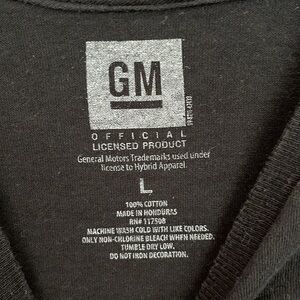 GM
OFFICIAL
LICENSED PRODUCT
General Motors Trademarks used under
license to Hybrid Apparel.
L
100% COTTON
MADE IN HONDURAS
RN# 117508
MACHINE WASH COLD WITH LIKE COLORS.
ONLY NON-CHLORINE BLEACH WHEN NEEDED.
TUMBLE DRY LOW.
DO NOT IRON DECORATION.